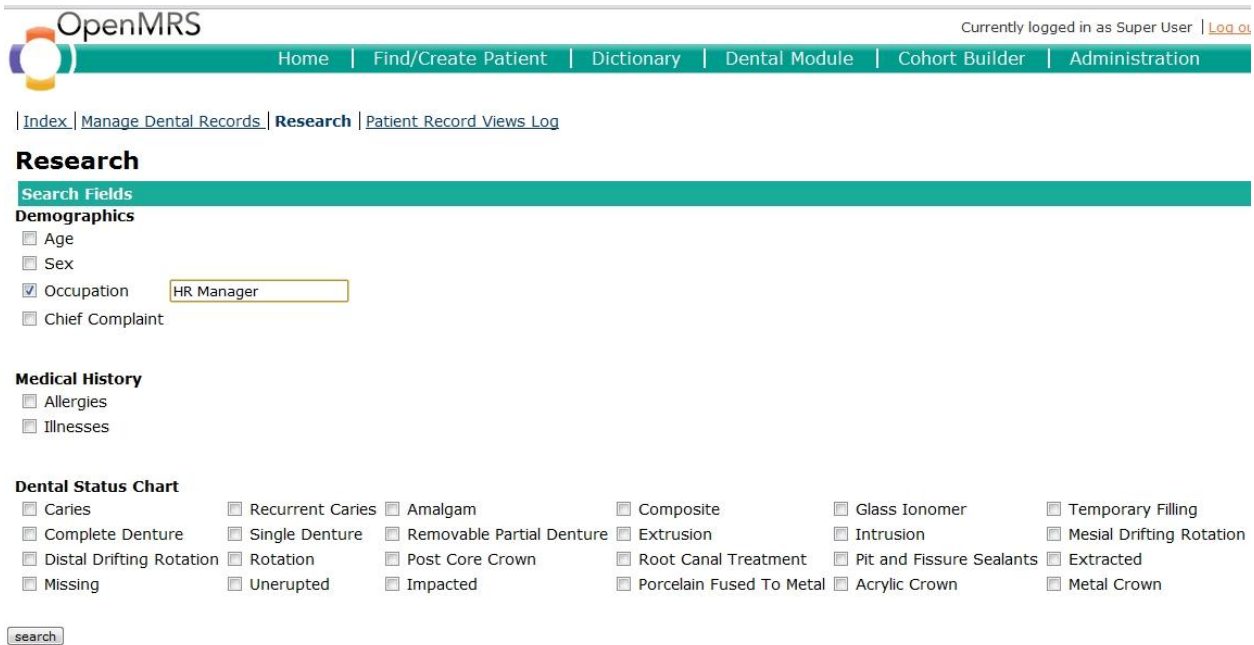 OpenMRS
Currently logged in as Super User | Log ou
Home | Find/Create Patient | Dictionary | Dental Module | Cohort Builder | Administration
| Index | Manage Dental Records | Research | Patient Record Views Log
Research
Search Fields
Demographics
Age
Sex
Occupation HR Manager
Chief Complaint
Medical History
Allergies
Illnesses
Dental Status Chart
Caries Recurrent Caries Amalgam Composite Glass Ionomer Temporary Filling
Complete Denture Single Denture Removable Partial Denture Extrusion Intrusion Mesial Drifting Rotation
Distal Drifting Rotation Rotation Post Core Crown Root Canal Treatment Pit and Fissure Sealants Extracted
Missing Unerupted Impacted Porcelain Fused To Metal Acrylic Crown Metal Crown
search